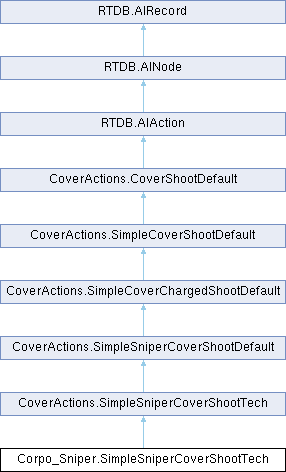 RTDB.AIRecord
RTDB.AINode
RTDB.AIAction
CoverActions.CoverShootDefault
CoverActions.SimpleCoverShootDefault
CoverActions.SimpleCoverChargedShootDefault
CoverActions.SimpleSniperCoverShootDefault
CoverActions.SimpleSniperCoverShootTech
Corpo_Sniper.SimpleSniperCoverShootTech